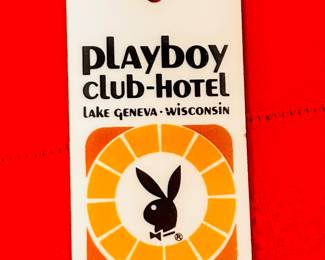 playboy
club-hotel
LAKE GENEVA · WISCONSIN
®